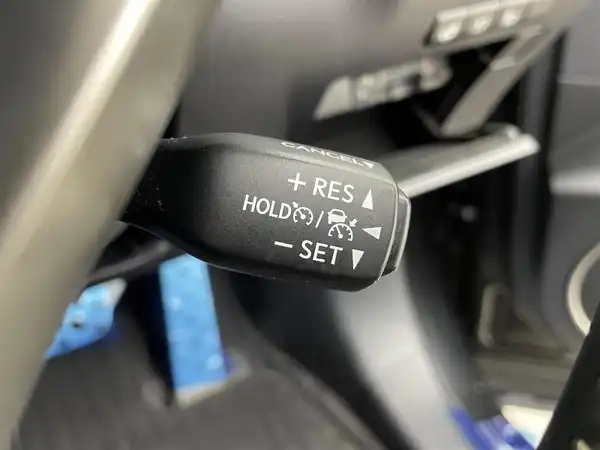 CANCEL
+ RES
HOLD /
− SET